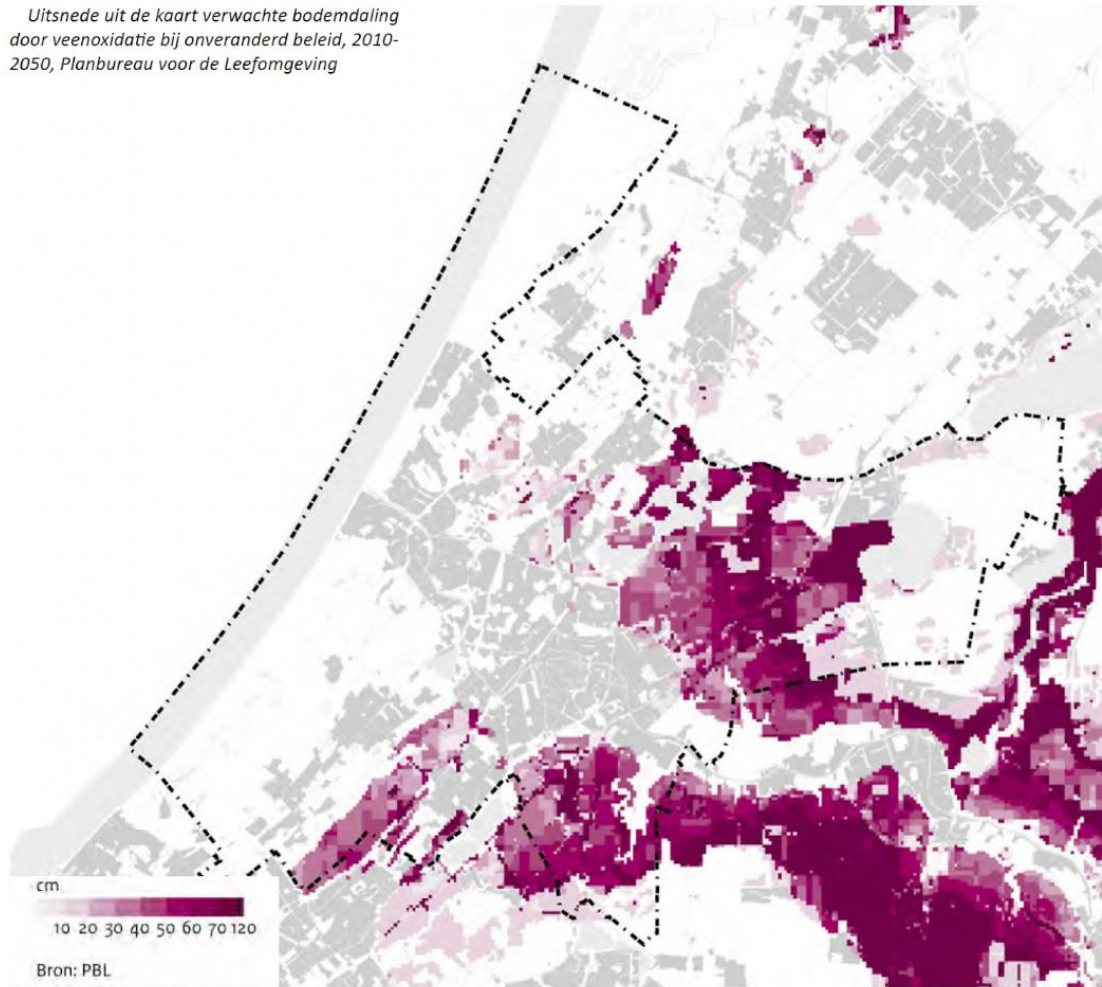 Uitsnede uit de kaart verwachte bodemdaling
door veenoxidatie bij onveranderd beleid, 2010-
2050, Planbureau voor de Leefomgeving
cm
10 20 30 40 50 60 70 120
Bron: PBL